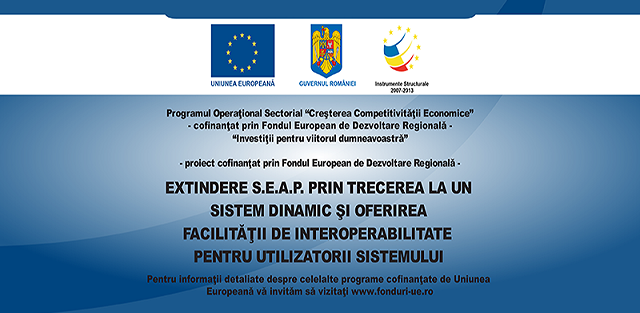 UNIUNEA EUROPEANĂ
GUVERNUL ROMÂNIEI
Instrumente Structurale
2007-2013
Programul Operaţional Sectorial “Creşterea Competitivităţii Economice”
- cofinanţat prin Fondul European de Dezvoltare Regională -
“Investiţii pentru viitorul dumneavoastră”
- proiect cofinanţat prin Fondul European de Dezvoltare Regională -
EXTINDERE S.E.A.P. PRIN TRECEREA LA UN
SISTEM DINAMIC ŞI OFERIREA
FACILITĂŢII DE INTEROPERABILITATE
PENTRU UTILIZATORII SISTEMULUI
Pentru informaţii detaliate despre celelalte programe cofinanţate de Uniunea
Europeană vă invităm să vizitaţi www.fonduri-ue.ro